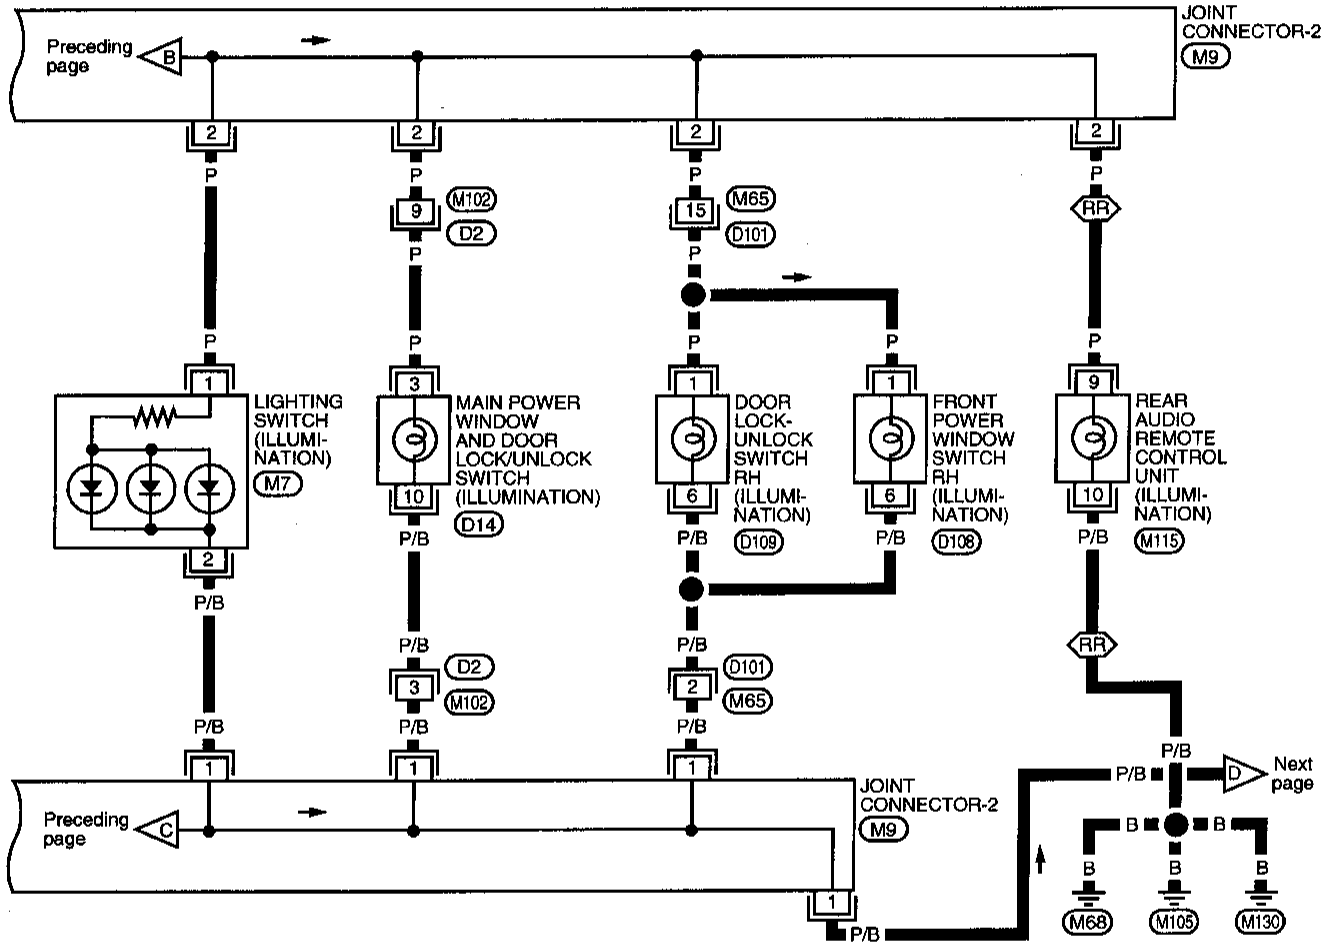 JOINT
CONNECTOR-2
M9
Preceding
page
B
2 2 2 2
P P P P
9 M102
D2
15 M65
D101
RR
P P
P P P P P
1 3 1 1 9
LIGHTING
SWITCH
(ILLUMI-
NATION)
M7
MAIN POWER
WINDOW
AND DOOR
LOCK/UNLOCK
SWITCH
(ILLUMINATION)
D14
DOOR
LOCK-
UNLOCK
SWITCH
RH
(ILLUMI-
NATION)
D109
FRONT
POWER
WINDOW
SWITCH
RH
(ILLUMI-
NATION)
D108
REAR
AUDIO
REMOTE
CONTROL
UNIT
(ILLUMI-
NATION)
M115
10 6 6 10
P/B P/B P/B P/B
2
P/B
P/B P/B
RR
D2
3 M102
D101
2 M65
P/B P/B P/B
1 1 1
JOINT
CONNECTOR-2
M9
Preceding
page
C
1
P/B
P/B
P/B
D
Next
page
B B
B B B
M68 M105 M130